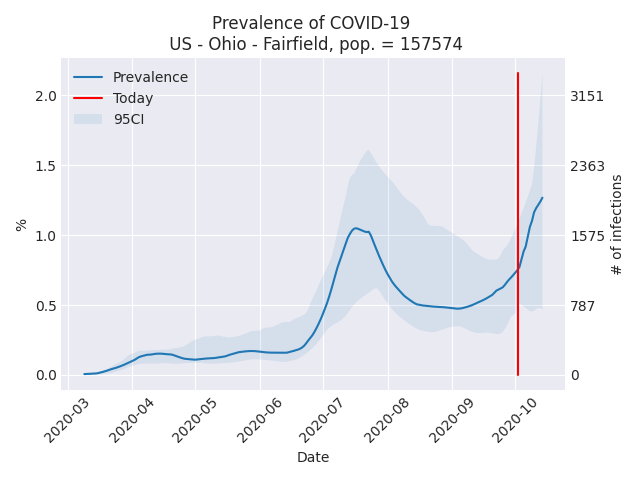 Prevalence of COVID-19
US - Ohio - Fairfield, pop. = 157574
Prevalence
Today
95CI
2.0
1.5
1.0
0.5
0.0
%
3151
2363
1575
787
0
# of infections
2020-03
2020-04
2020-05
2020-06
2020-07
2020-08
2020-09
2020-10
Date